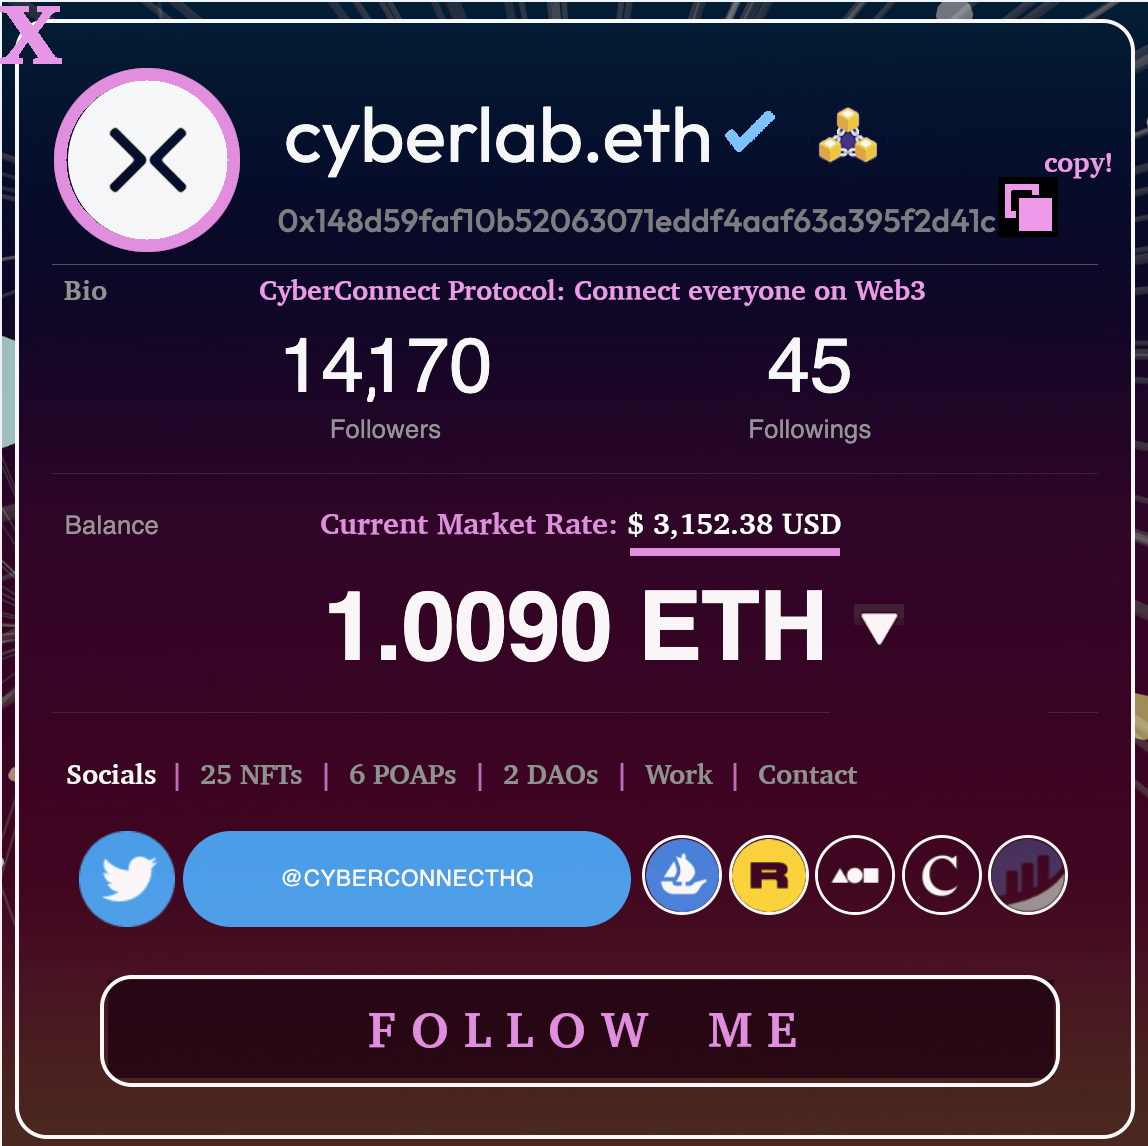 X
cyberlab.eth
copy!
0x148d59faf10b52063071eddf4aaf63a395f2d41c
Bio CyberConnect Protocol: Connect everyone on Web3
14,170 45
Followers Followings
Balance Current Market Rate: $ 3,152.38 USD
1.0090 ETH
Socials | 25 NFTs | 6 POAPs | 2 DAOs | Work | Contact
@CYBERCONNECTHQ R C
FOLLOW ME